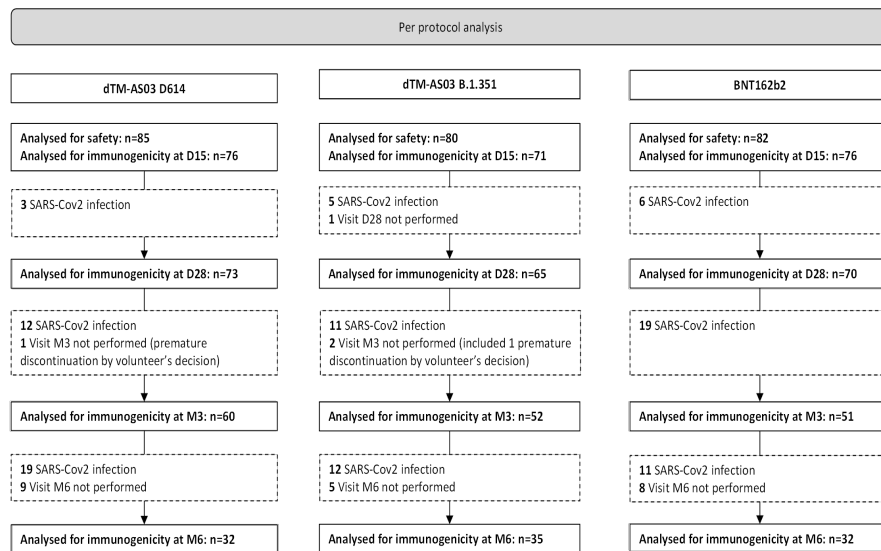 Per protocol analysis
dTM-AS03 D614
dTM-AS03 B.1.351
BNT162b2
Analysed for safety: n=85
Analysed for immunogenicity at D15: n=76
Analysed for safety: n=80
Analysed for immunogenicity at D15: n=71
Analysed for safety: n=82
Analysed for immunogenicity at D15: n=76
3 SARS-Cov2 infection
5 SARS-Cov2 infection
1 Visit D28 not performed
6 SARS-Cov2 infection
Analysed for immunogenicity at D28: n=73
Analysed for immunogenicity at D28: n=65
Analysed for immunogenicity at D28: n=70
12 SARS-Cov2 infection
1 Visit M3 not performed (premature
discontinuation by volunteer's decision)
11 SARS-Cov2 infection
2 Visit M3 not performed (included 1 premature
discontinuation by volunteer's decision)
19 SARS-Cov2 infection
Analysed for immunogenicity at M3: n=60
Analysed for immunogenicity at M3: n=52
Analysed for immunogenicity at M3: n=51
19 SARS-Cov2 infection
9 Visit M6 not performed
12 SARS-Cov2 infection
5 Visit M6 not performed
11 SARS-Cov2 infection
8 Visit M6 not performed
Analysed for immunogenicity at M6: n=32
Analysed for immunogenicity at M6: n=35
Analysed for immunogenicity at M6: n=32